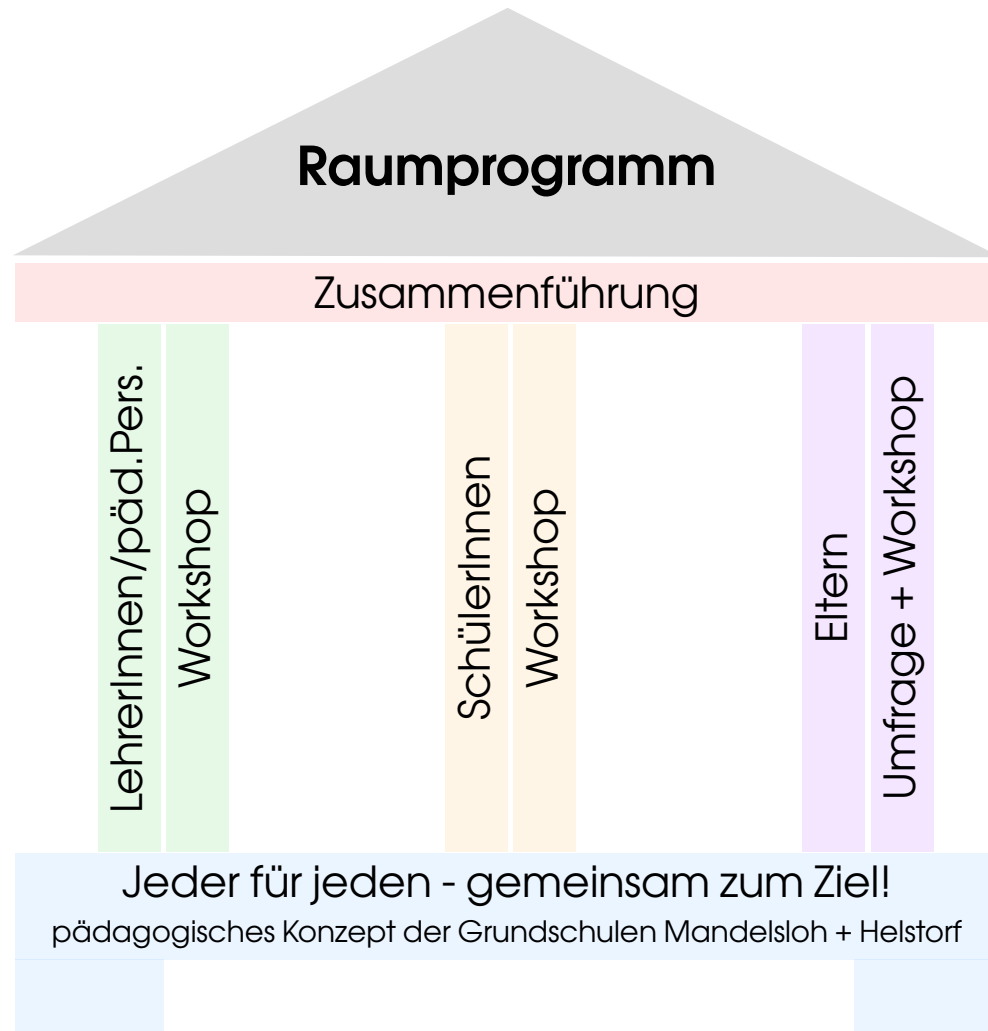 Raumprogramm
Zusammenführung
LehrerInnen/päd.Pers.
Workshop
SchülerInnen
Workshop
Eltern
Umfrage + Workshop
Jeder für jeden - gemeinsam zum Ziel!
pädagogisches Konzept der Grundschulen Mandelsloh + Helstorf